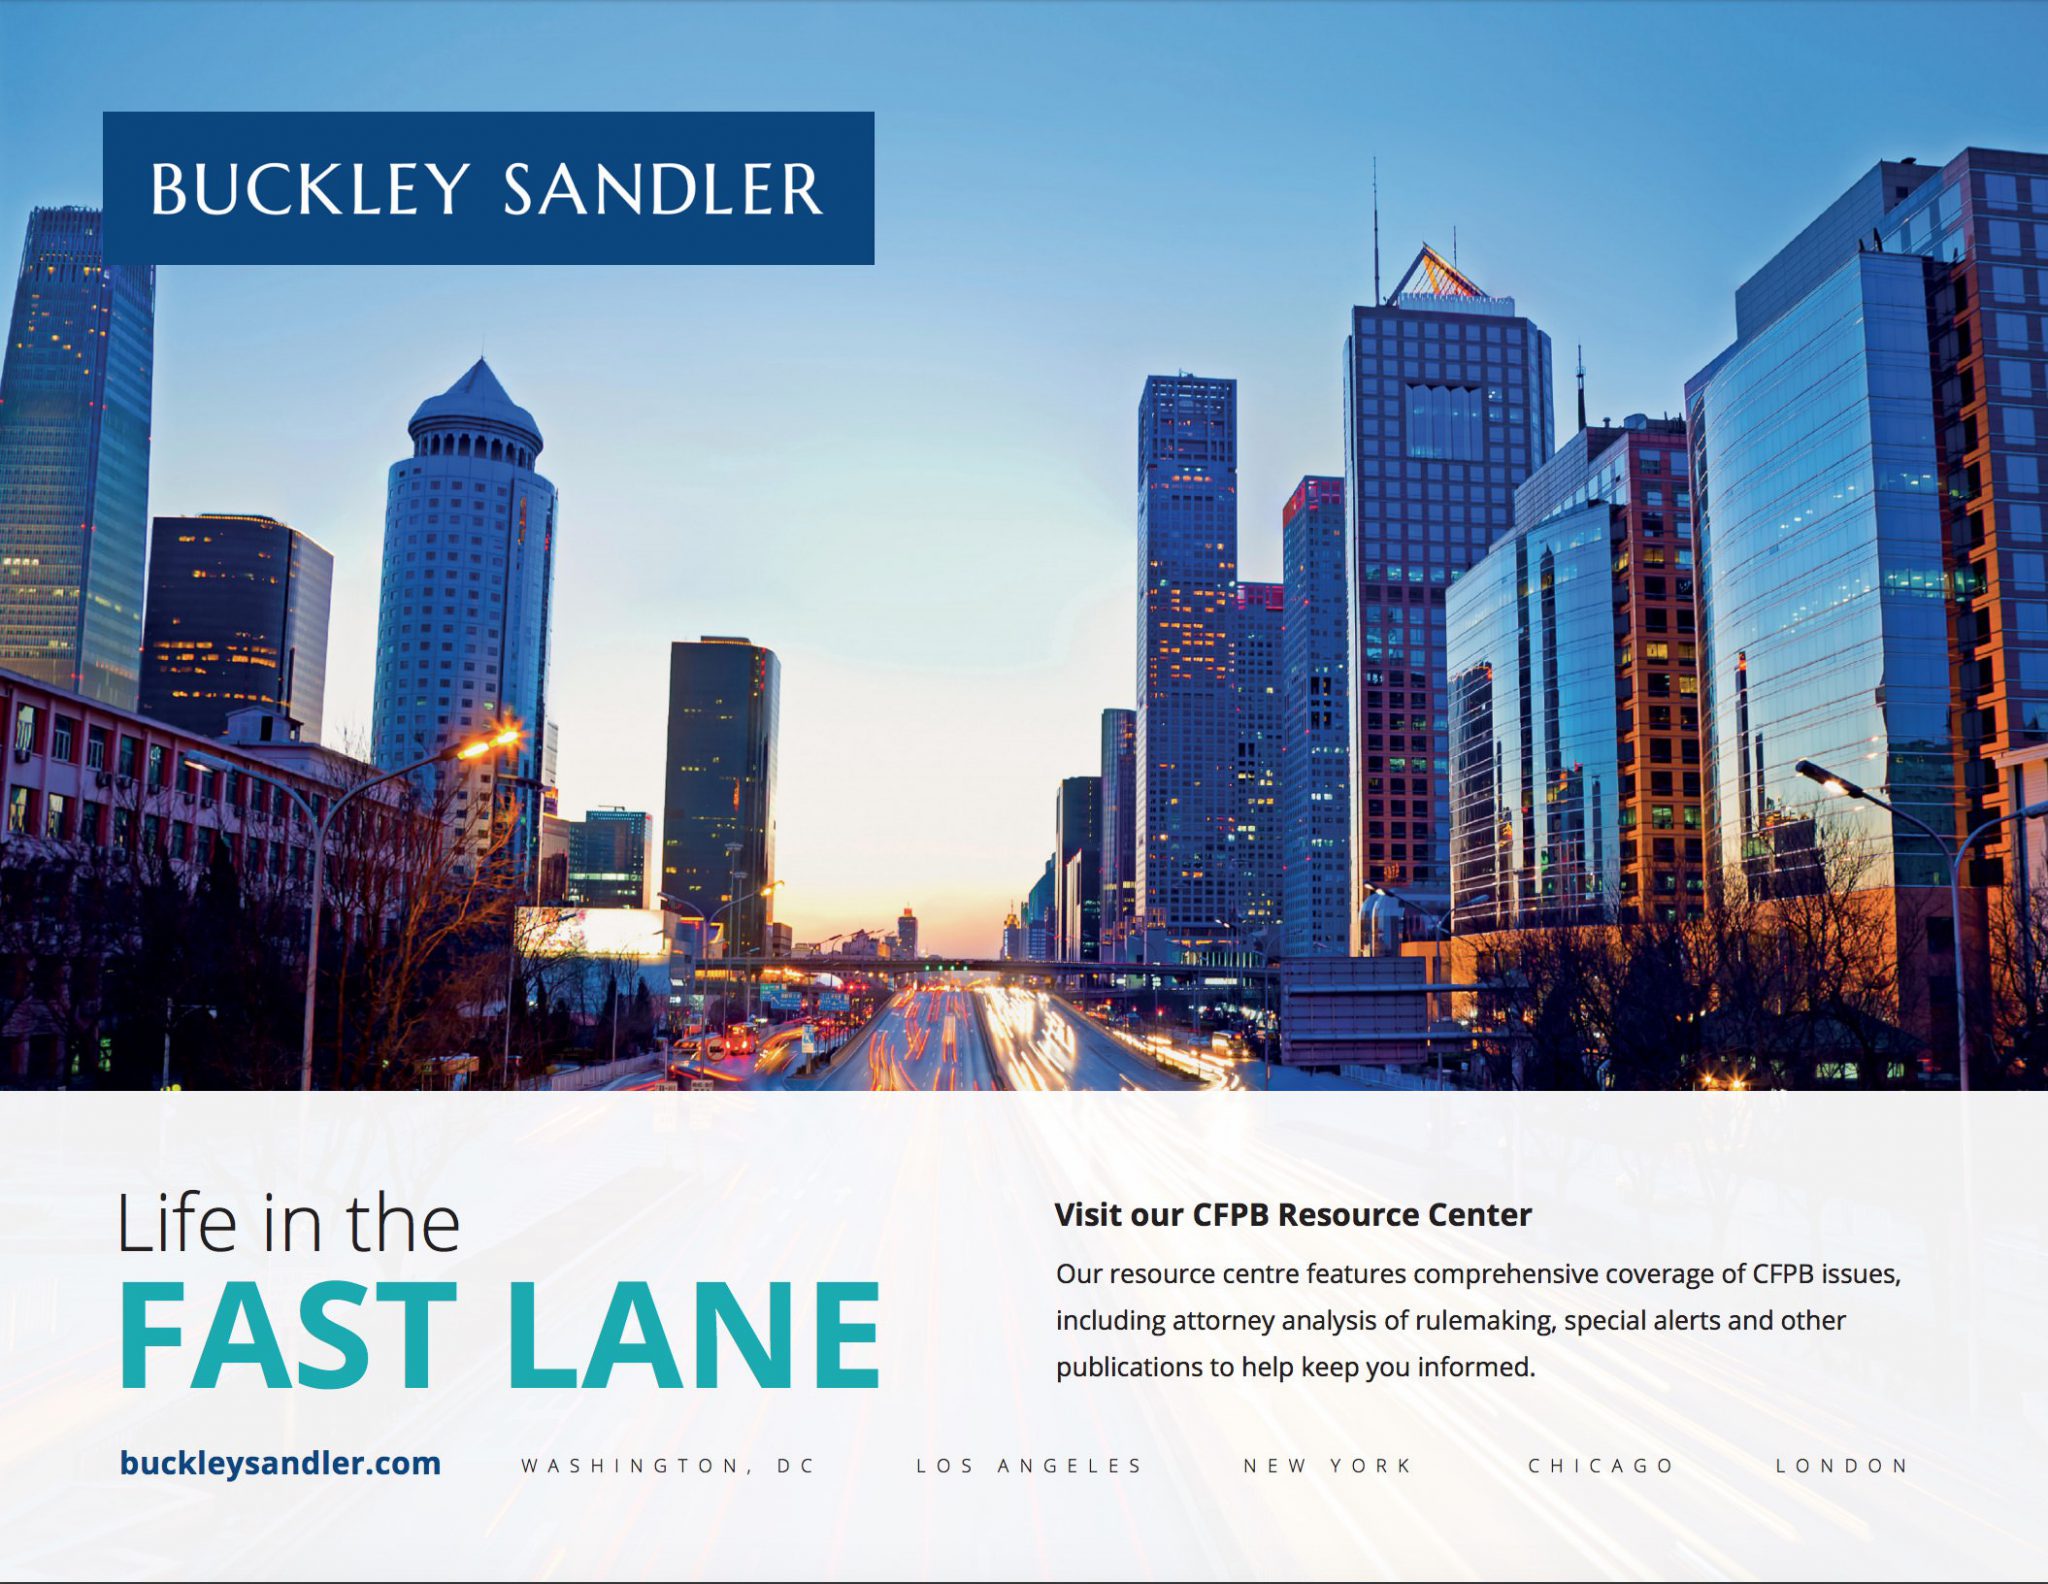 BUCKLEY SANDLER
Life in the
FAST LANE
Visit our CFPB Resource Center
Our resource centre features comprehensive coverage of CFPB issues,
including attorney analysis of rulemaking, special alerts and other
publications to help keep you informed.
buckleysandler.com WASHINGTON, DC LOS ANGELES NEW YORK CHICAGO LONDON